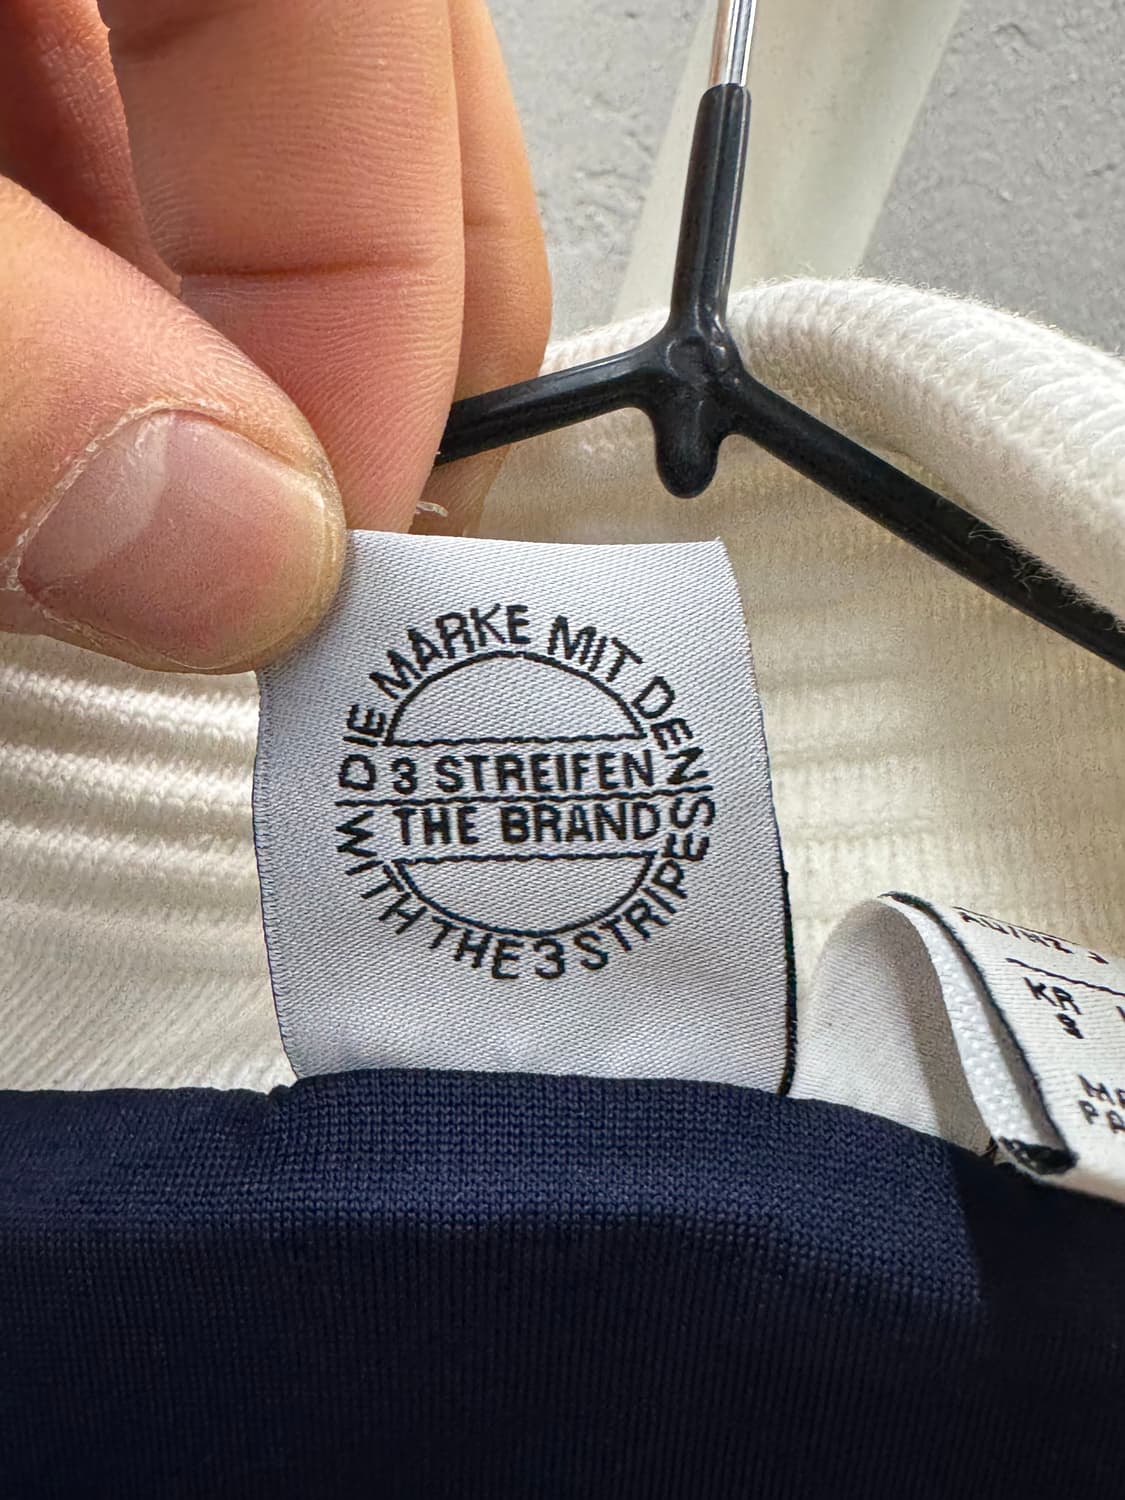 DIE MARKE MIT DEN
3 STREIFEN
THE BRAND
WITH THE 3 STRIPES
KR